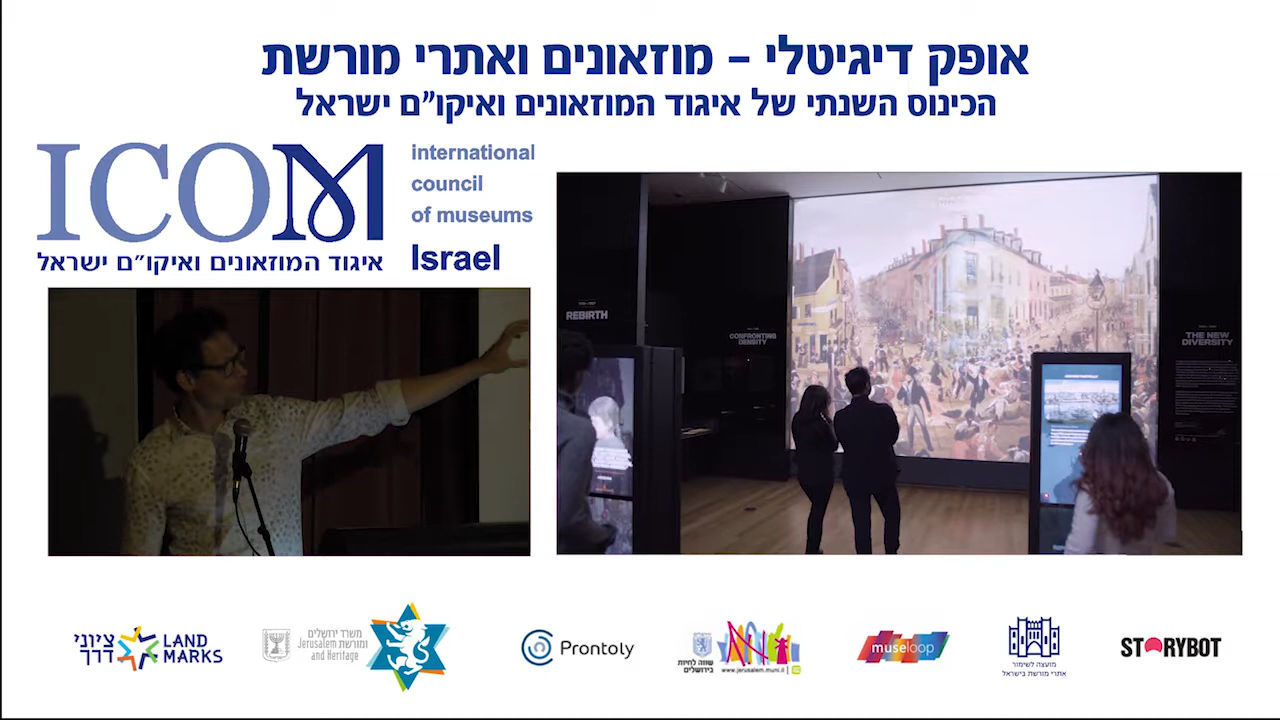 אופק דיגיטלי – מוזאונים ואתרי מורשת
הכינוס השנתי של איגוד המוזאונים ואיקו"ם ישראל
ICOM
international
council
of museums
Israel
איגוד המוזאונים ואיקו"ם ישראל
REBIRTH
CONFRONTING
DENSITY
THE NEW
DIVERSITY
ציוני
דרך
LAND
MARKS
משרד ירושלים
ומורשת
Jerusalem
and Heritage
Prontoly
שווה לחיות
בירושלים
www.jerusalem.muni.il
museloop
מועצה לשימור
אתרי מורשת בישראל
STORYBOT